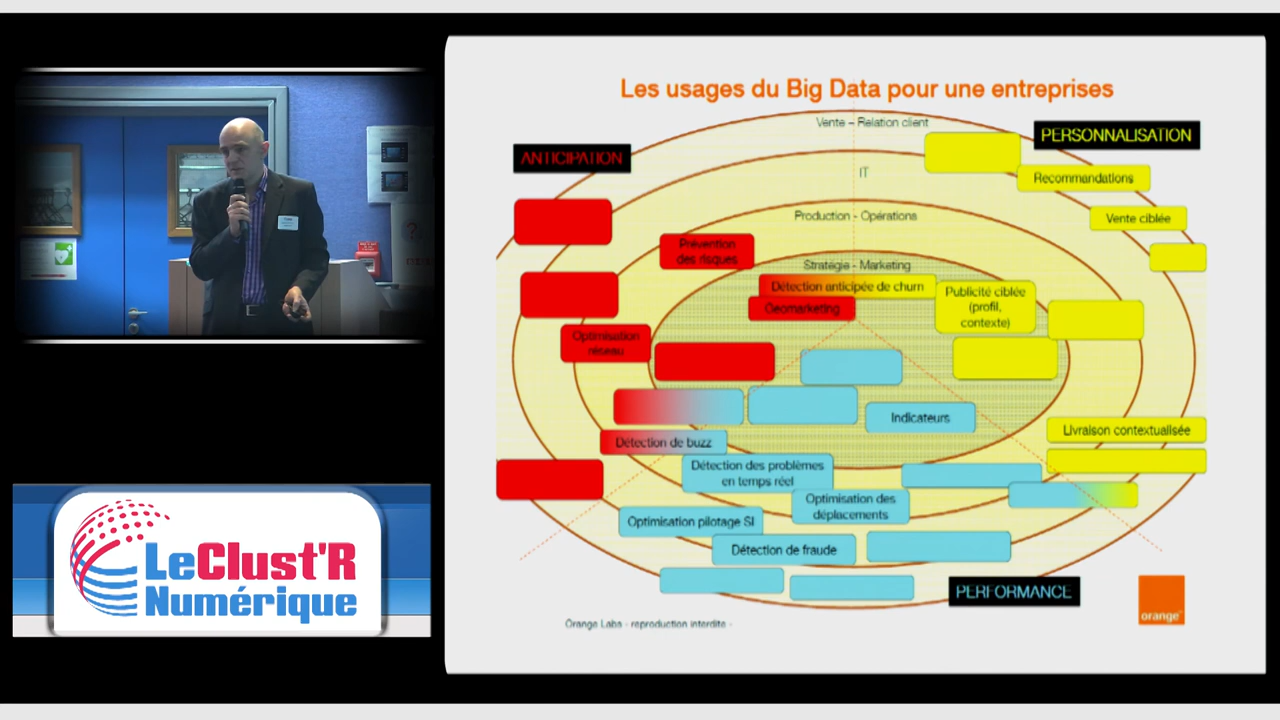 Les usages du Big Data pour une entreprises
Vente - Relation client
PERSONNALISATION
ANTICIPATION
IT
Recommandations
Production - Opérations
Vente ciblée
Prévention
des risques
Stratégie - Marketing
Détection anticipée de churn
Publicité ciblée
(profil,
contexte)
Geomarketing
Optimisation
réseau
Indicateurs
Livraison contextualisée
Détection de buzz
Détection des problèmes
en temps réel
Optimisation des
déplacements
Optimisation pilotage SI
Détection de fraude
PERFORMANCE
orange
Orange Labs - reproduction interdite -
LeClust'R
Numérique